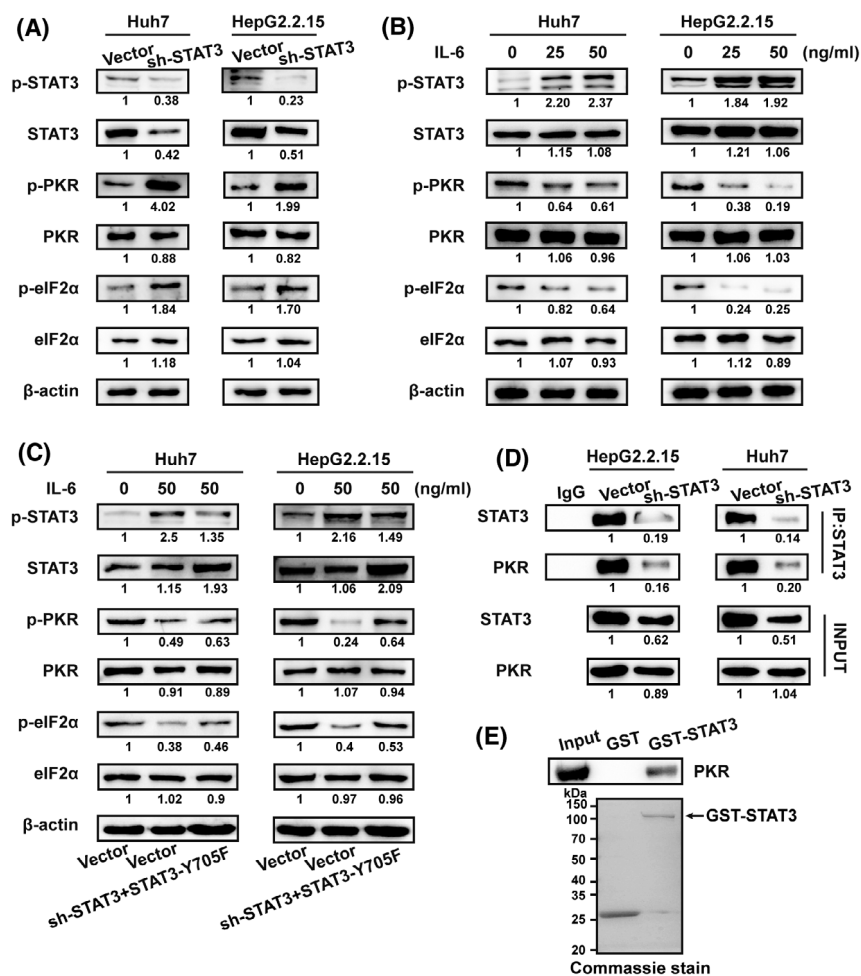 (A)
Huh7 HepG2.2.15
Vector sh-STAT3 Vector sh-STAT3
p-STAT3
1 0.38 1 0.23
STAT3
1 0.42 1 0.51
p-PKR
1 4.02 1 1.99
PKR
1 0.88 1 0.82
p-eIF2α
1 1.84 1 1.70
eIF2α
1 1.18 1 1.04
β-actin
(B)
Huh7 HepG2.2.15
IL-6 0 25 50 0 25 50 (ng/ml)
p-STAT3
1 2.20 2.37 1 1.84 1.92
STAT3
1 1.15 1.08 1 1.21 1.06
p-PKR
1 0.64 0.61 1 0.38 0.19
PKR
1 1.06 0.96 1 1.06 1.03
p-eIF2α
1 0.82 0.64 1 0.24 0.25
eIF2α
1 1.07 0.93 1 1.12 0.89
β-actin
(C)
Huh7 HepG2.2.15
IL-6 0 50 50 0 50 50 (ng/ml)
p-STAT3
1 2.5 1.35 1 2.16 1.49
STAT3
1 1.15 1.93 1 1.06 2.09
p-PKR
1 0.49 0.63 1 0.24 0.64
PKR
1 0.91 0.89 1 1.07 0.94
p-eIF2α
1 0.38 0.46 1 0.4 0.53
eIF2α
1 1.02 0.9 1 0.97 0.96
β-actin
Vector Vector sh-STAT3+STAT3-Y705F Vector Vector sh-STAT3+STAT3-Y705F
(D)
HepG2.2.15 Huh7
IgG Vector sh-STAT3 Vector sh-STAT3
STAT3
1 0.19 1 0.14
PKR
1 0.16 1 0.20
IP:STAT3
STAT3
1 0.62 1 0.51
PKR
1 0.89 1 1.04
INPUT
(E)
Input GST GST-STAT3
PKR
kDa
150
100
70
50
40
35
25
20
GST-STAT3
Commassie stain